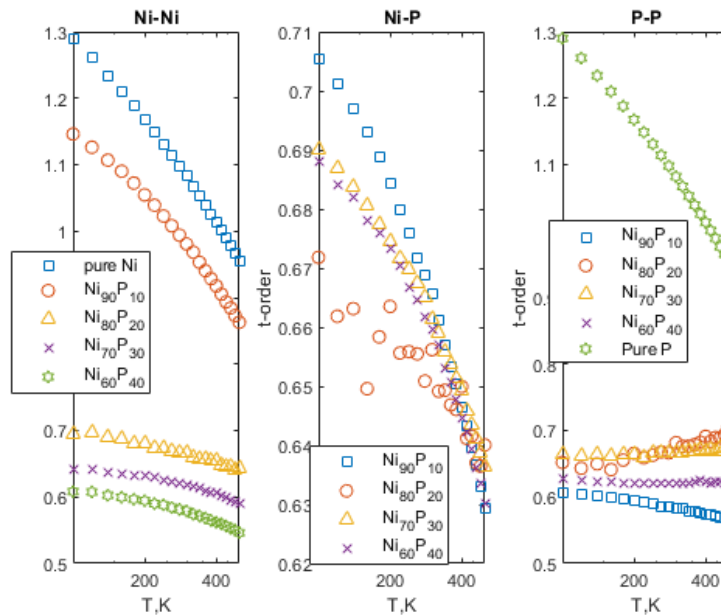 Ni-Ni
1.3
1.2
1.1
1
0.7
0.6
0.5
pure Ni
Ni₉₀P₁₀
Ni₈₀P₂₀
Ni₇₀P₃₀
Ni₆₀P₄₀
200
400
T,K
Ni-P
t-order
0.71
0.7
0.69
0.68
0.67
0.66
0.65
0.64
0.63
0.62
Ni₉₀P₁₀
Ni₈₀P₂₀
Ni₇₀P₃₀
Ni₆₀P₄₀
200
400
T,K
P-P
t-order
1.3
1.2
1.1
0.9
0.8
0.7
0.6
0.5
Ni₉₀P₁₀
Ni₈₀P₂₀
Ni₇₀P₃₀
Ni₆₀P₄₀
Pure P
200
400
T,K